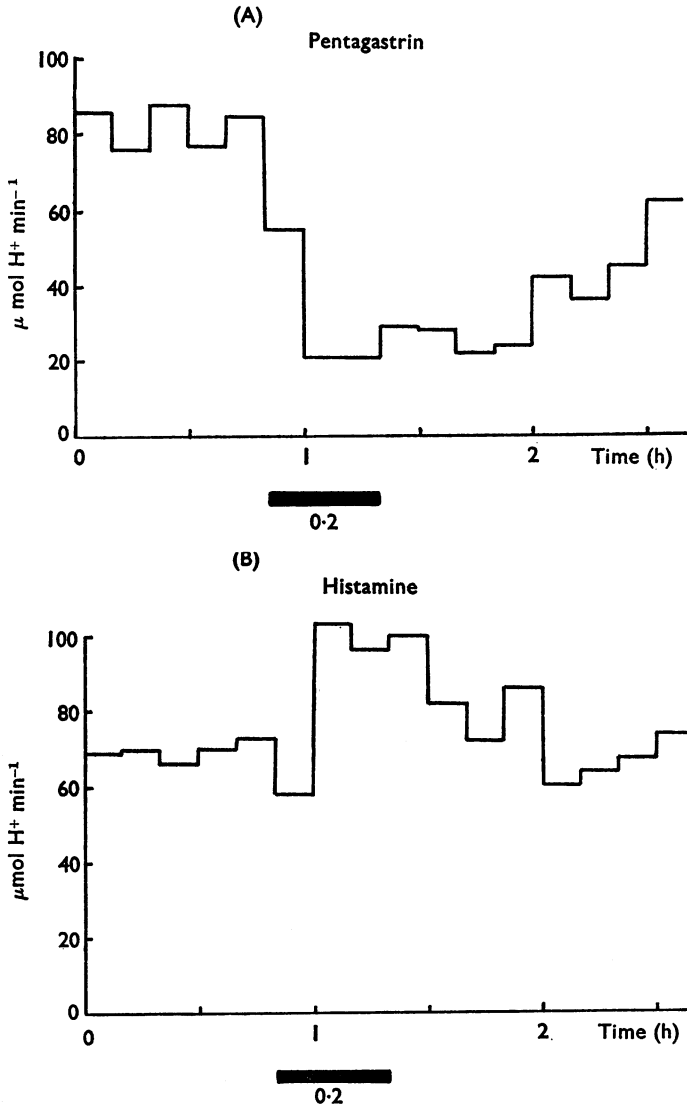 (A)
Pentagastrin
100
80
60
40
20
0
μ mol H+ min−1
0 1 2 Time (h)
0·2
(B)
Histamine
100
80
60
40
20
0
μmol H+ min−1
0 1 2 Time (h)
0·2